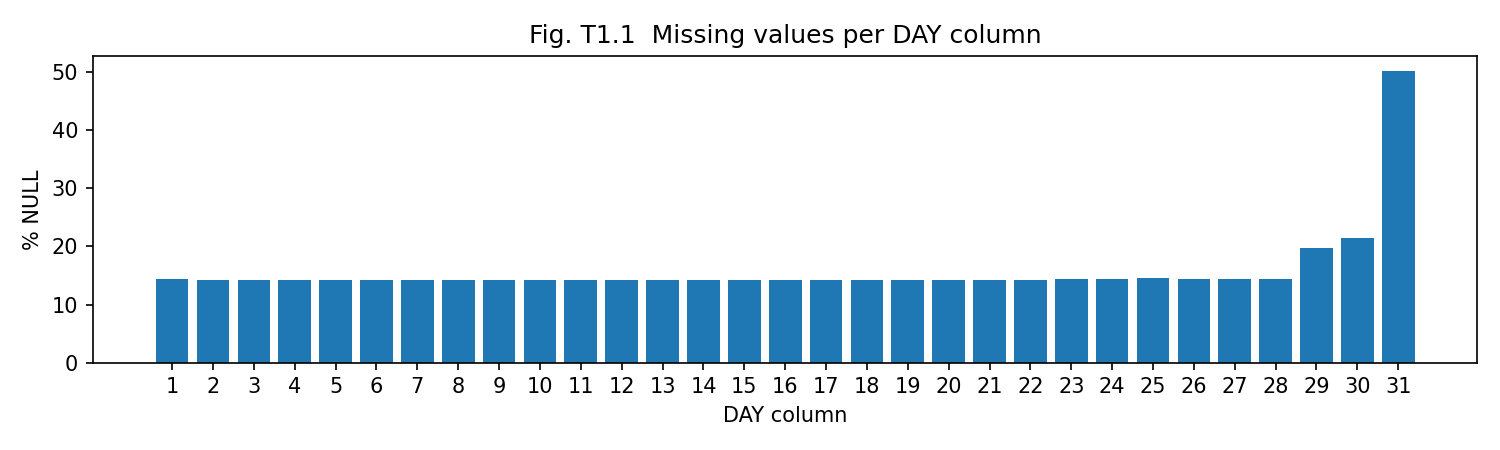 Fig. T1.1  Missing values per DAY column
% NULL
50
40
30
20
10
0
1 2 3 4 5 6 7 8 9 10 11 12 13 14 15 16 17 18 19 20 21 22 23 24 25 26 27 28 29 30 31
DAY column